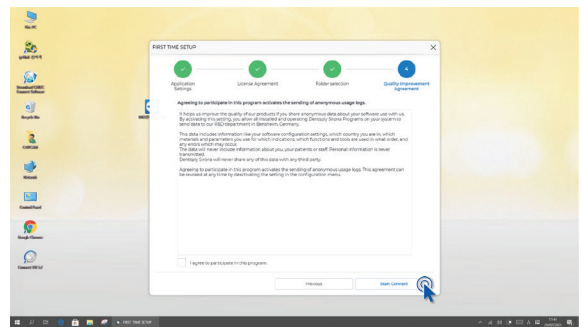 This PC
Recycle Bin
Network
Control Panel
Google Chrome
FIRST TIME SETUP
4
Application
Settings
License Agreement
Folder selection
Quality Improvement
Agreement
Agreeing to participate in this program activates the sending of anonymous usage logs.
It helps us improve the quality of our products if you share anonymous data about your software use with us.
By activating this setting, you allow all installed and operating Dentsply Sirona Programs on your system to
send data to our R&D department in Bensheim, Germany.
This data includes information like your software configuration settings, which country you are in, which
materials and parameters you use for which indications, which functions and tools are used in what order, and
any errors which may occur.
The data will never include information about you, your patients or staff. Personal information is never
transmitted.
Dentsply Sirona will never share any of this data with any third party.
Agreeing to participate in this program activates the sending of anonymous usage logs. This agreement can
be revoked at any time by deactivating the setting in the configuration menu.
I agree to participate in this program
Previous
Start Connect
FIRST TIME SETUP